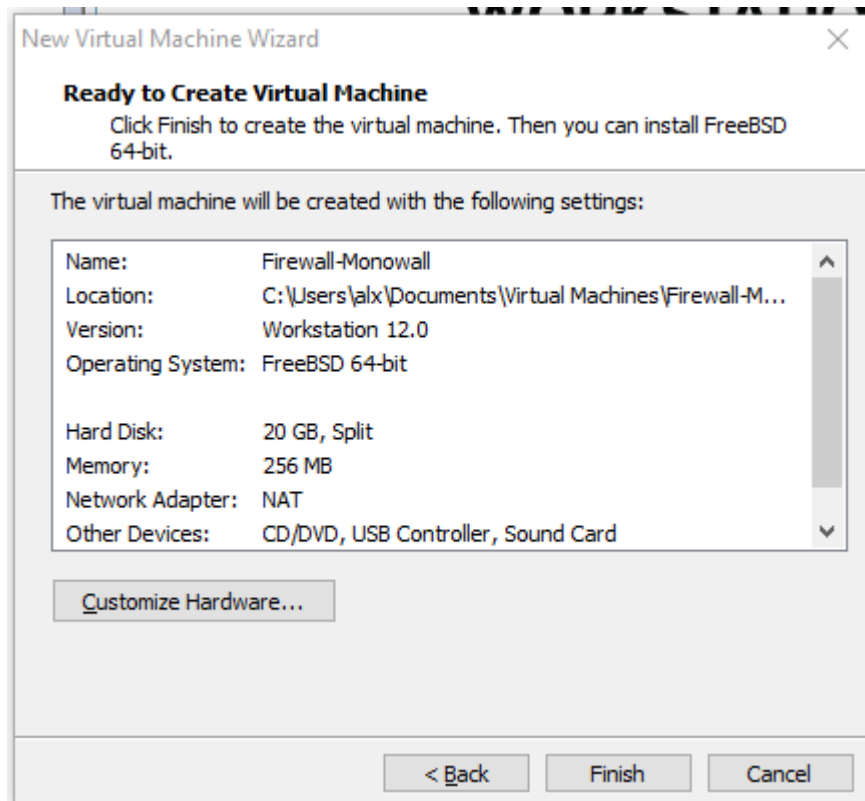 New Virtual Machine Wizard
Ready to Create Virtual Machine
Click Finish to create the virtual machine. Then you can install FreeBSD
64-bit.
The virtual machine will be created with the following settings:
Name: Firewall-Monowall
Location: C:\Users\alx\Documents\Virtual Machines\Firewall-M...
Version: Workstation 12.0
Operating System: FreeBSD 64-bit
Hard Disk: 20 GB, Split
Memory: 256 MB
Network Adapter: NAT
Other Devices: CD/DVD, USB Controller, Sound Card
Customize Hardware...
< Back Finish Cancel